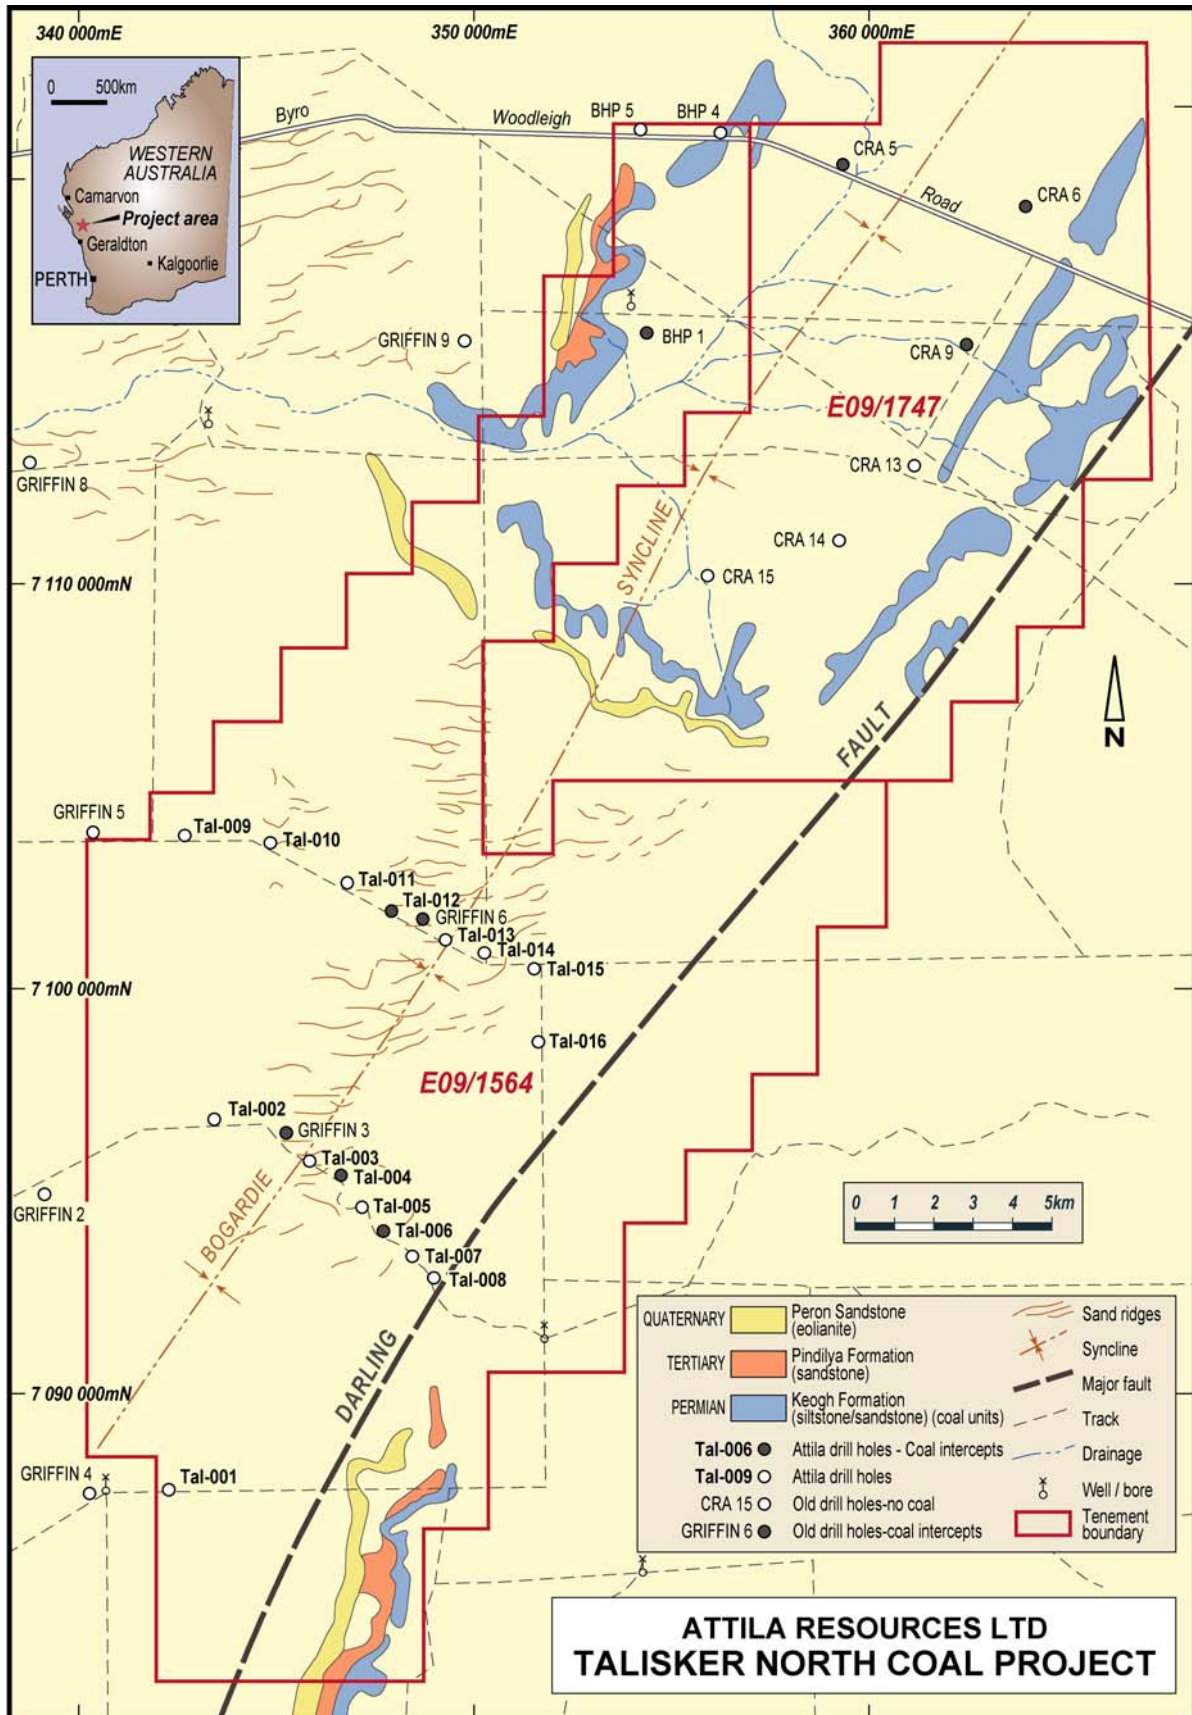 340 000mE
350 000mE
360 000mE
0 500km
WESTERN
AUSTRALIA
Carnarvon
Project area
Geraldton
Kalgoorlie
PERTH
Byro
Woodleigh
Road
BHP 5
BHP 4
CRA 5
CRA 6
GRIFFIN 9
BHP 1
CRA 9
E09/1747
GRIFFIN 8
CRA 13
SYNCLINE
CRA 14
7 110 000mN
CRA 15
FAULT
N
GRIFFIN 5
Tal-009
Tal-010
Tal-011
Tal-012
GRIFFIN 6
Tal-013
Tal-014
Tal-015
7 100 000mN
Tal-016
E09/1564
Tal-002
GRIFFIN 3
Tal-003
Tal-004
GRIFFIN 2
Tal-005
BOGARDIE
Tal-006
Tal-007
Tal-008
0 1 2 3 4 5km
DARLING
7 090 000mN
GRIFFIN 4
Tal-001
QUATERNARY
Peron Sandstone
(eolianite)
TERTIARY
Pindilya Formation
(sandstone)
PERMIAN
Keogh Formation
(siltstone/sandstone) (coal units)
Tal-006 Attila drill holes - Coal intercepts
Tal-009 Attila drill holes
CRA 15 Old drill holes-no coal
GRIFFIN 6 Old drill holes-coal intercepts
Sand ridges
Syncline
Major fault
Track
Drainage
Well / bore
Tenement
boundary
ATTILA RESOURCES LTD
TALISKER NORTH COAL PROJECT